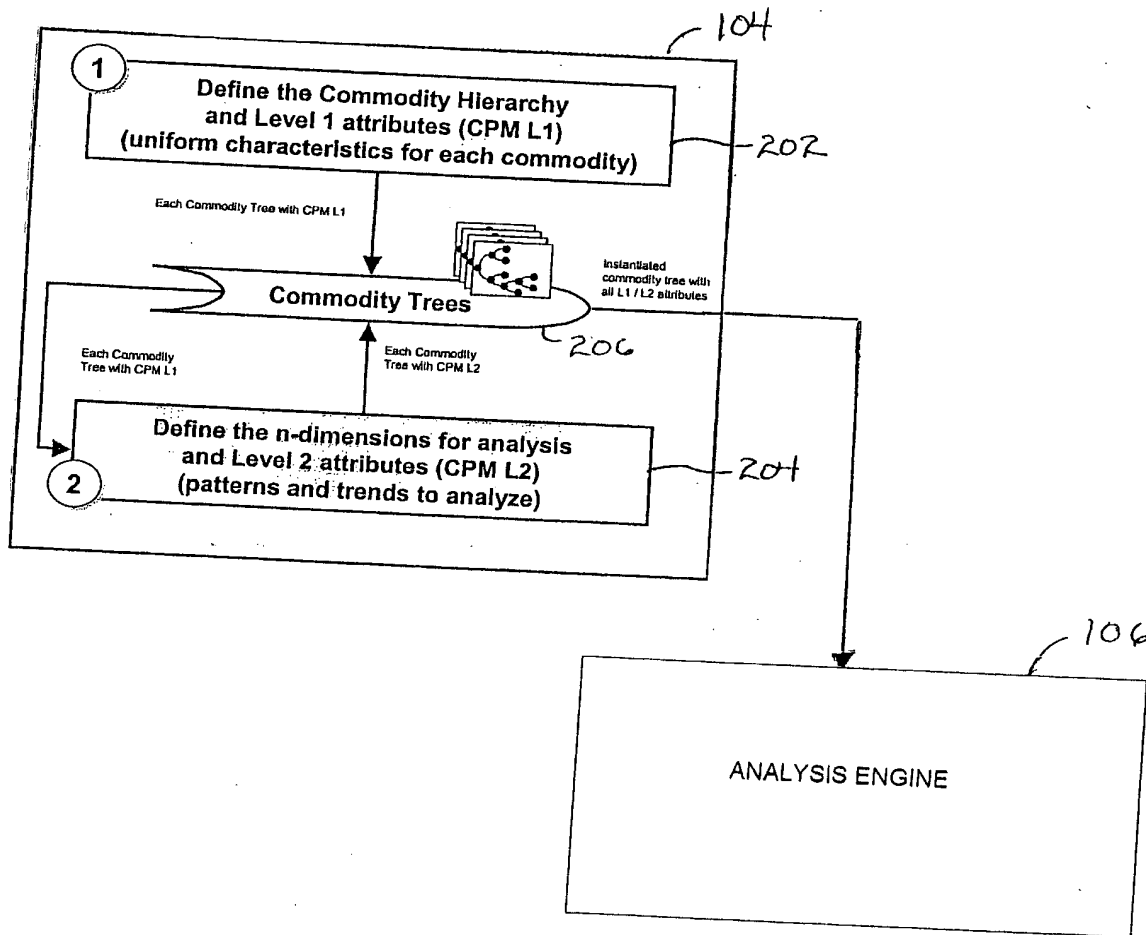 104
1
Define the Commodity Hierarchy
and Level 1 attributes (CPM L1)
(uniform characteristics for each commodity)
202
Each Commodity Tree with CPM L1
Instantiated
commodity tree with
all L1 / L2 attributes
Commodity Trees
206
Each Commodity
Tree with CPM L1
Each Commodity
Tree with CPM L2
Define the n-dimensions for analysis
and Level 2 attributes (CPM L2)
(patterns and trends to analyze)
204
2
106
ANALYSIS ENGINE